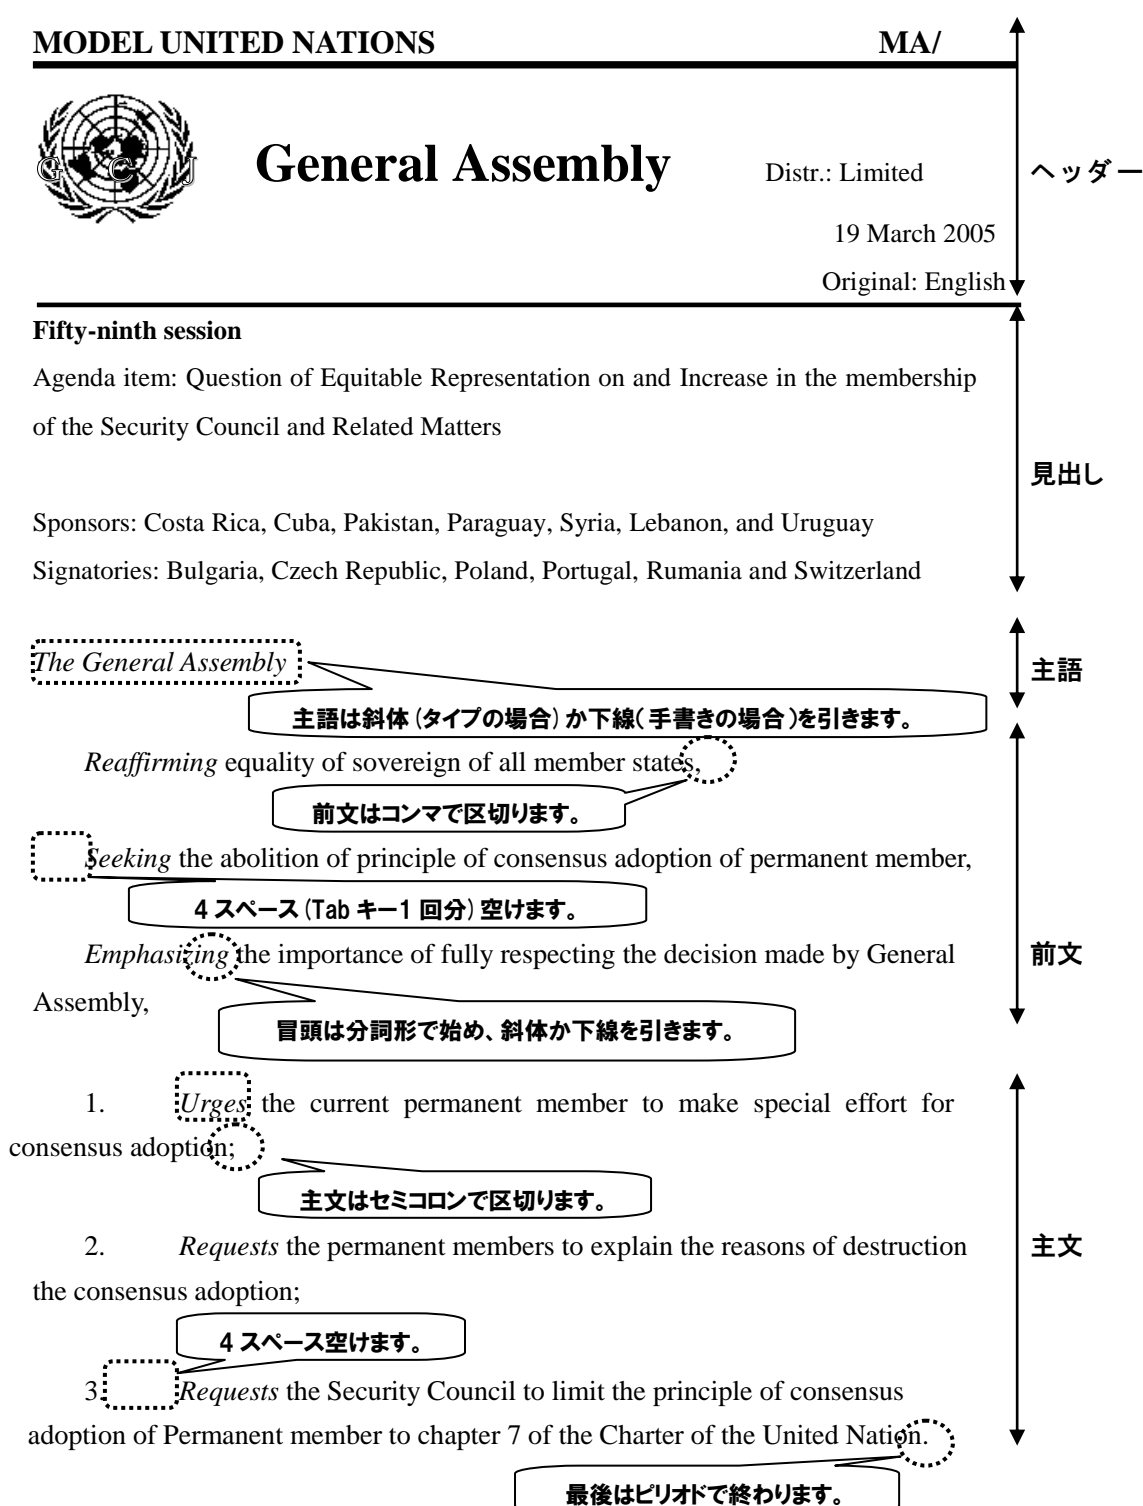 MODEL UNITED NATIONS MA/
G C J
General Assembly Distr.: Limited
ヘッダー
19 March 2005
Original: English
Fifty-ninth session
Agenda item: Question of Equitable Representation on and Increase in the membership
of the Security Council and Related Matters
見出し
Sponsors: Costa Rica, Cuba, Pakistan, Paraguay, Syria, Lebanon, and Uruguay
Signatories: Bulgaria, Czech Republic, Poland, Portugal, Rumania and Switzerland
The General Assembly
主語
主語は斜体(タイプの場合)か下線(手書きの場合)を引きます。
Reaffirming equality of sovereign of all member states,
前文はコンマで区切ります。
Seeking the abolition of principle of consensus adoption of permanent member,
4 スペース(Tab キー1 回分)空けます。
Emphasizing the importance of fully respecting the decision made by General
前文
Assembly,
冒頭は分詞形で始め、斜体か下線を引きます。
1. Urges the current permanent member to make special effort for
consensus adoption;
主文はセミコロンで区切ります。
2. Requests the permanent members to explain the reasons of destruction
主文
the consensus adoption;
4 スペース空けます。
3. Requests the Security Council to limit the principle of consensus
adoption of Permanent member to chapter 7 of the Charter of the United Nation.
最後はピリオドで終わります。